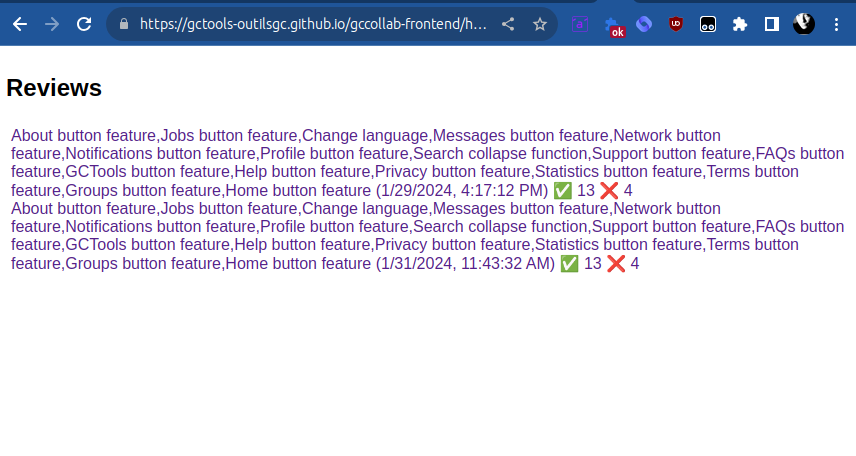 https://gctools-outilsgc.github.io/gccollab-frontend/h...
ok
Reviews
About button feature,Jobs button feature,Change language,Messages button feature,Network button
feature,Notifications button feature,Profile button feature,Search collapse function,Support button feature,FAQs button
feature,GCTools button feature,Help button feature,Privacy button feature,Statistics button feature,Terms button
feature,Groups button feature,Home button feature (1/29/2024, 4:17:12 PM) ✅ 13 ❌ 4
About button feature,Jobs button feature,Change language,Messages button feature,Network button
feature,Notifications button feature,Profile button feature,Search collapse function,Support button feature,FAQs button
feature,GCTools button feature,Help button feature,Privacy button feature,Statistics button feature,Terms button
feature,Groups button feature,Home button feature (1/31/2024, 11:43:32 AM) ✅ 13 ❌ 4